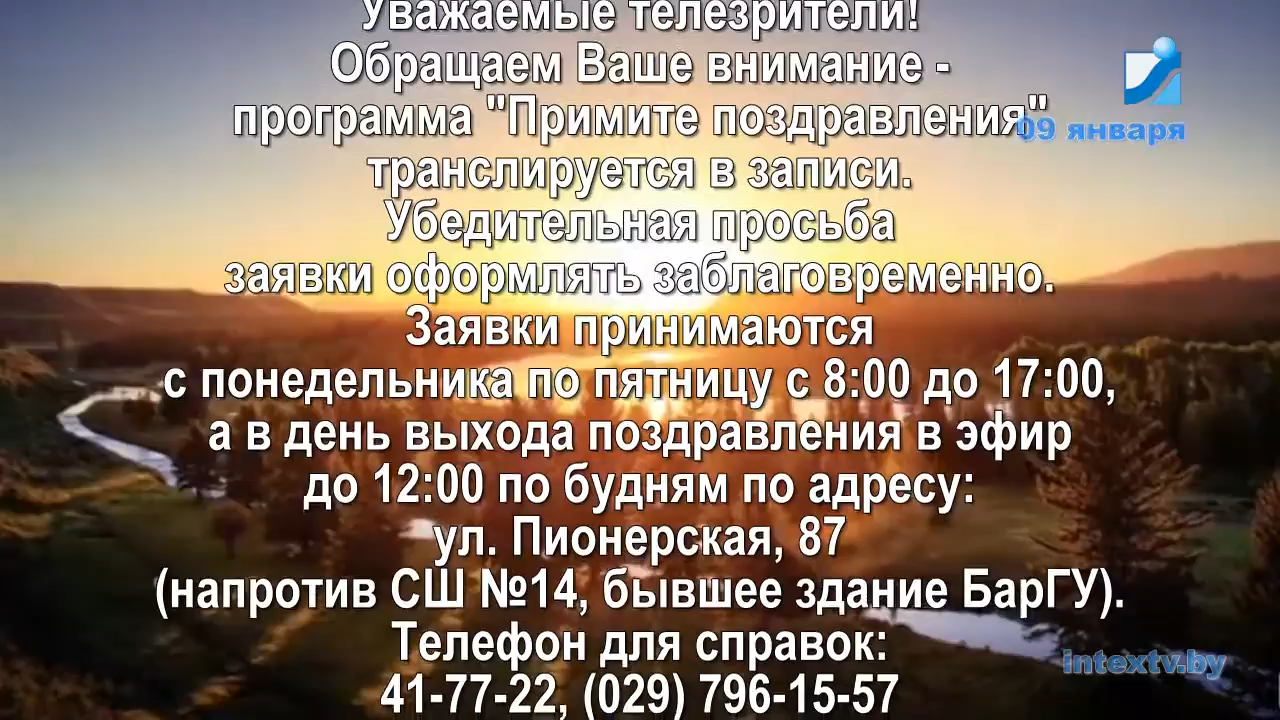 Уважаемые телезрители!
Обращаем Ваше внимание -
программа "Примите поздравления"
09 января
транслируется в записи.
Убедительная просьба
заявки оформлять заблаговременно.
Заявки принимаются
с понедельника по пятницу с 8:00 до 17:00,
а в день выхода поздравления в эфир
до 12:00 по будням по адресу:
ул. Пионерская, 87
(напротив СШ №14, бывшее здание БарГУ).
Телефон для справок:
intextv.by
41-77-22, (029) 796-15-57